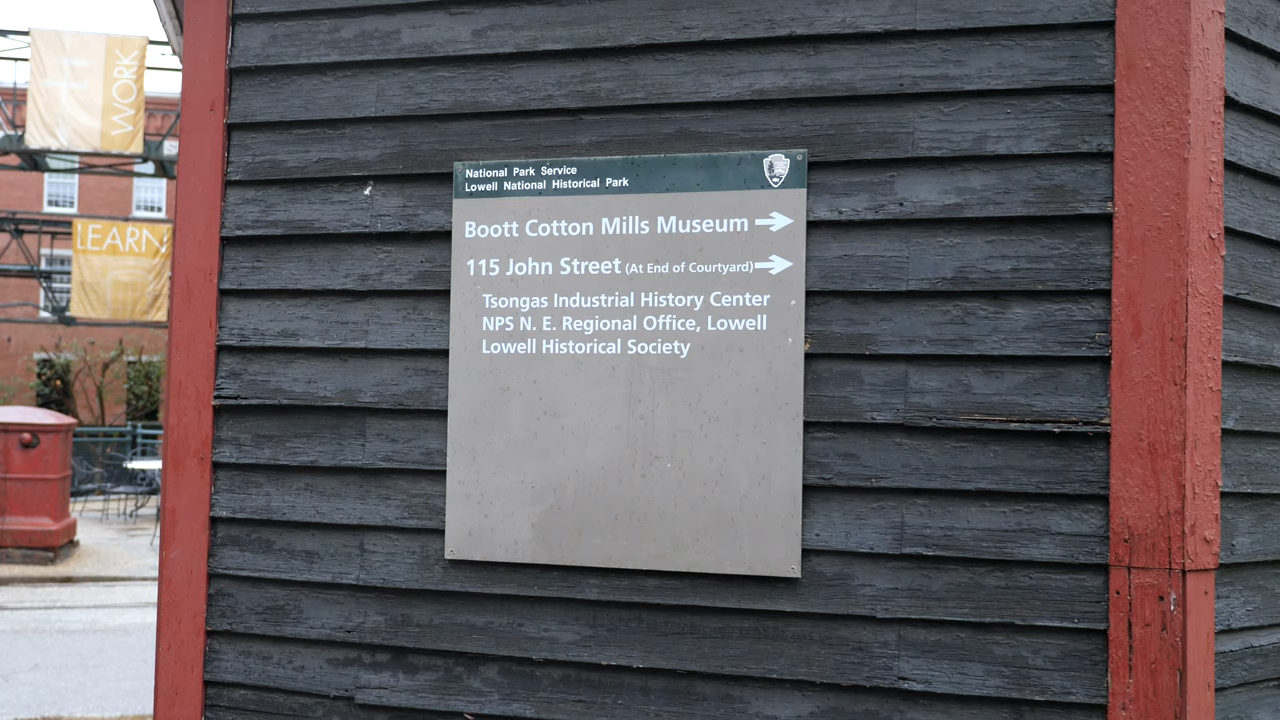 WORK
LEARN
National Park Service
Lowell National Historical Park
Boott Cotton Mills Museum
115 John Street (At End of Courtyard)
Tsongas Industrial History Center
NPS N. E. Regional Office, Lowell
Lowell Historical Society